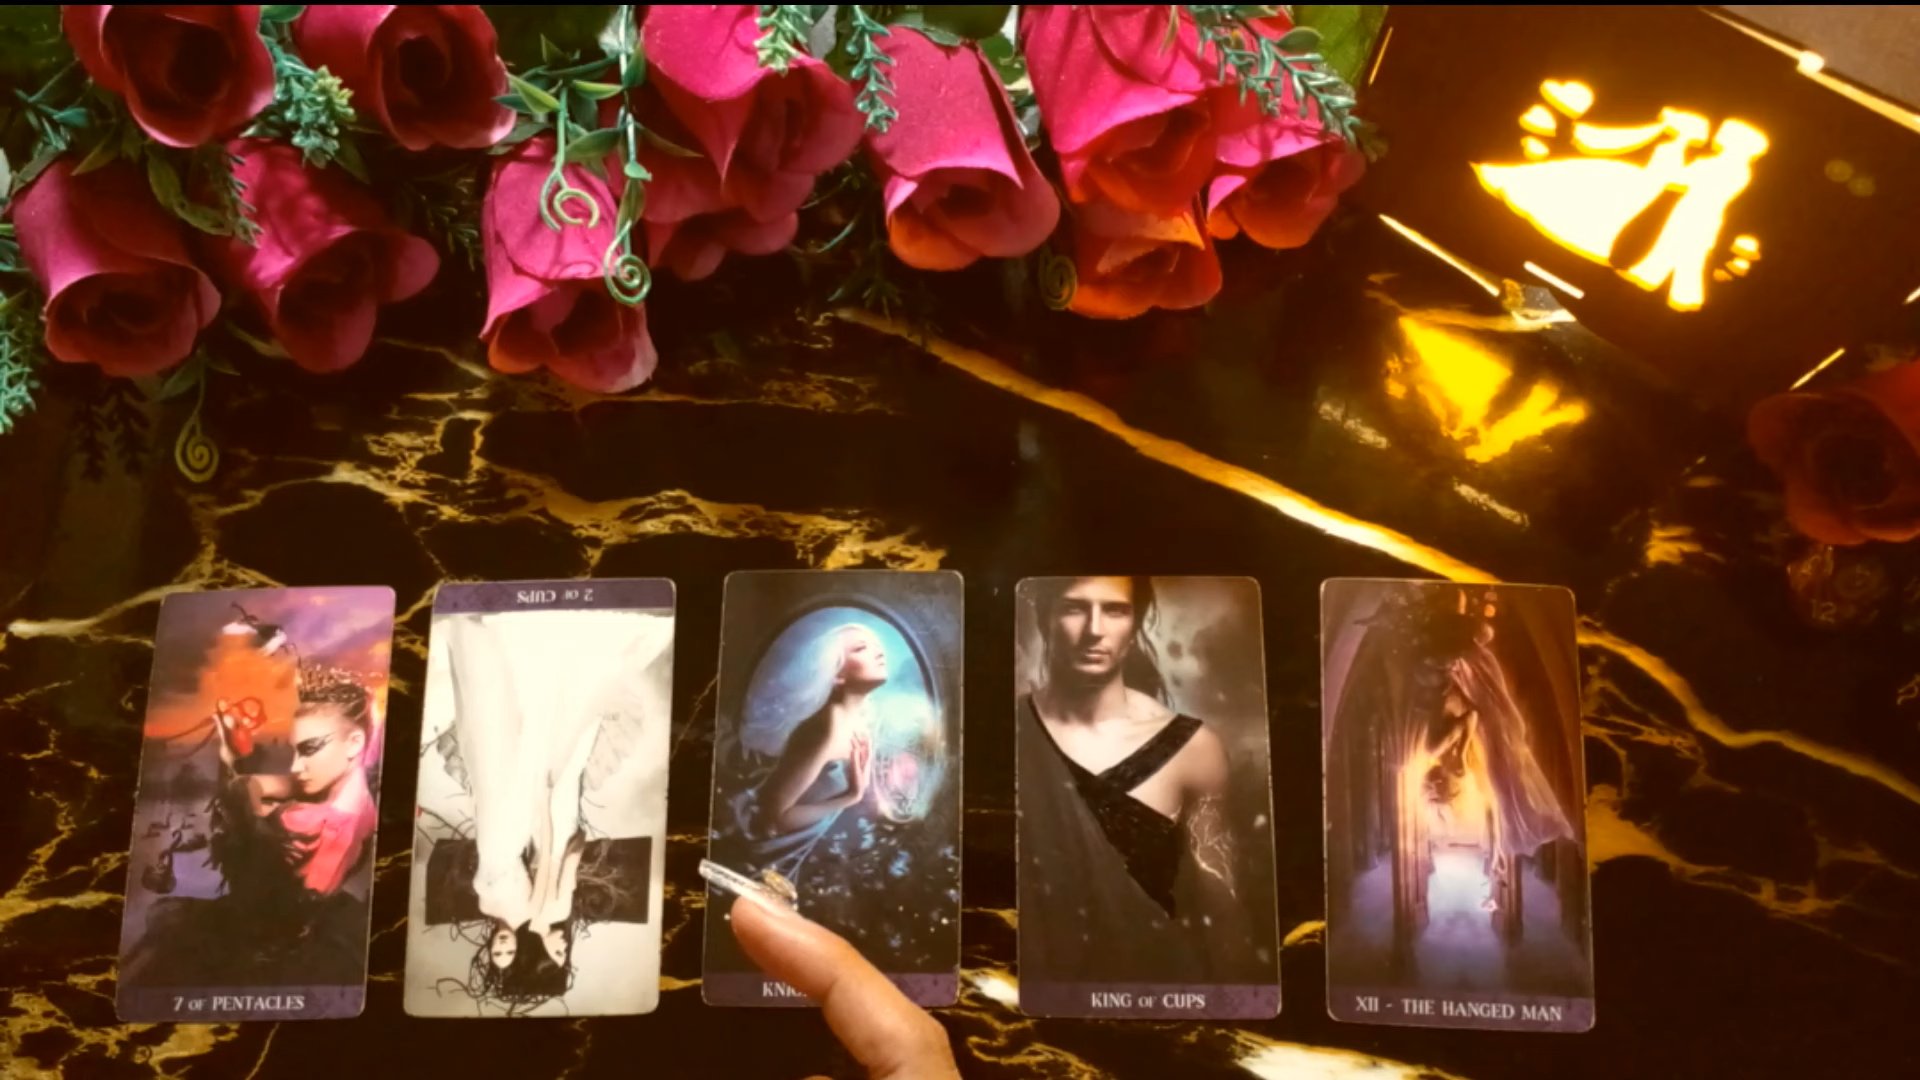 7 OF PENTACLES
2 OF CUPS
KING OF CUPS
XII - THE HANGED MAN